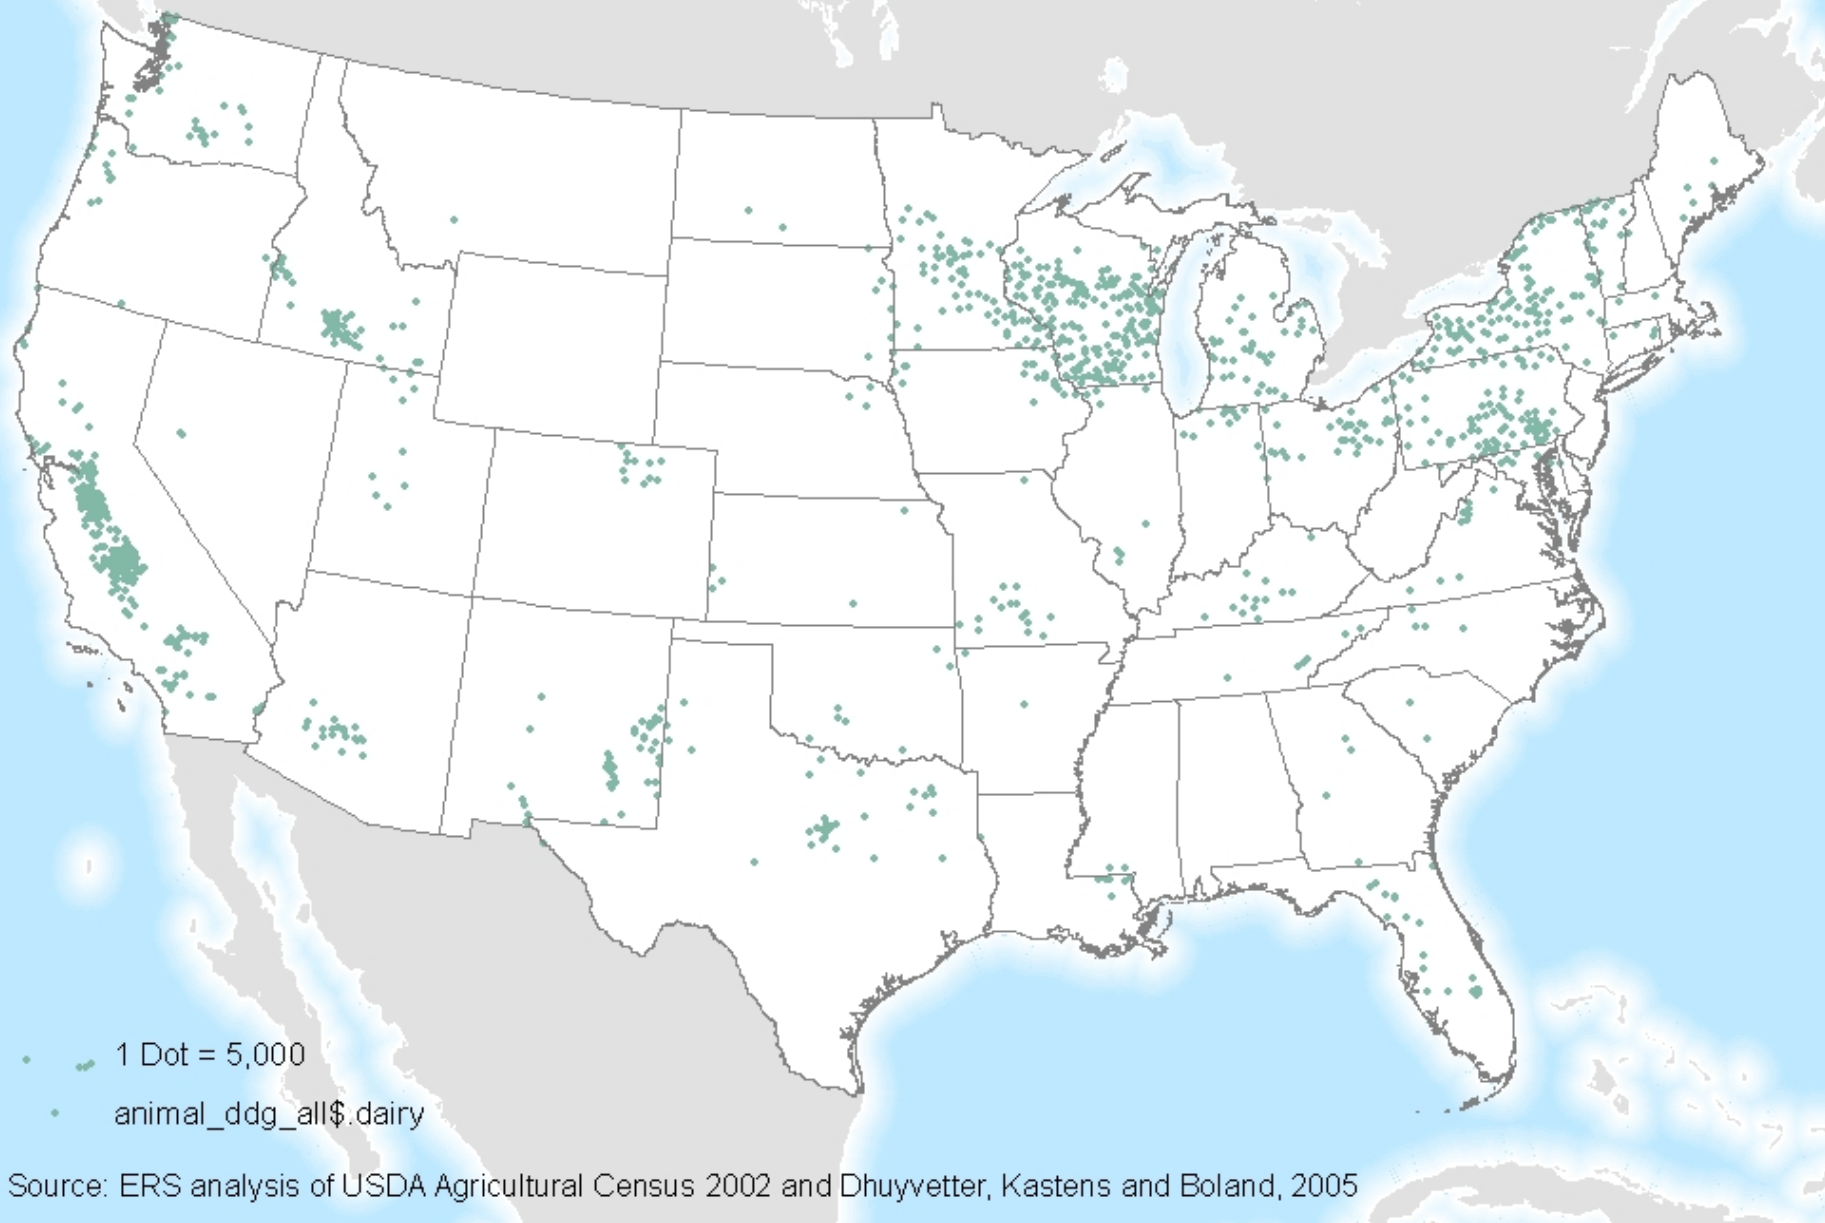 1 Dot = 5,000
animal_ddg_all$.dairy
Source: ERS analysis of USDA Agricultural Census 2002 and Dhuyvetter, Kastens and Boland, 2005